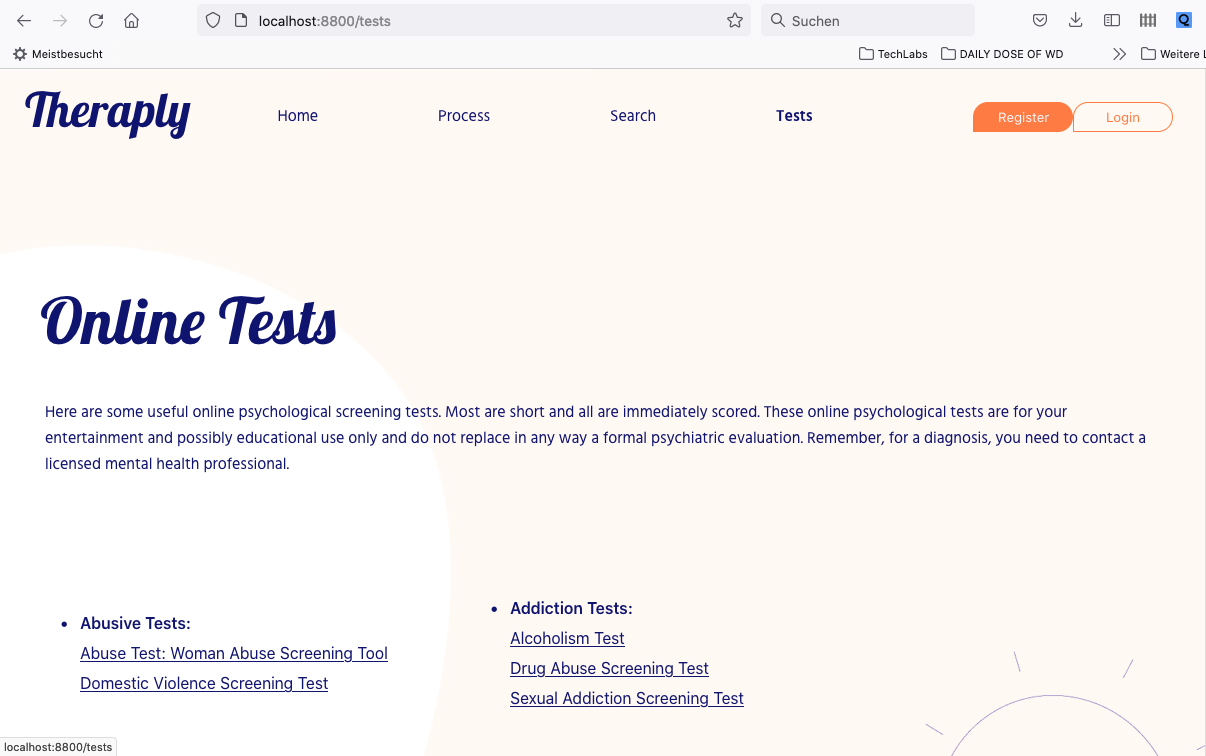 localhost:8800/tests
Suchen
Meistbesucht
TechLabs
DAILY DOSE OF WD
Weitere L
Theraply
Home
Process
Search
Tests
Register
Login
Online Tests
Here are some useful online psychological screening tests. Most are short and all are immediately scored. These online psychological tests are for your
entertainment and possibly educational use only and do not replace in any way a formal psychiatric evaluation. Remember, for a diagnosis, you need to contact a
licensed mental health professional.
• Abusive Tests:
Abuse Test: Woman Abuse Screening Tool
Domestic Violence Screening Test
• Addiction Tests:
Alcoholism Test
Drug Abuse Screening Test
Sexual Addiction Screening Test
localhost:8800/tests